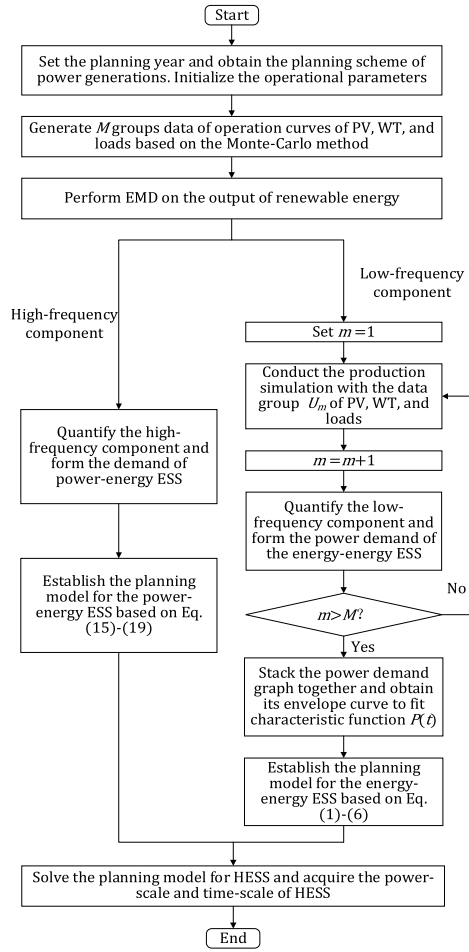 Start
Set the planning year and obtain the planning scheme of
power generations. Initialize the operational parameters
Generate M groups data of operation curves of PV, WT, and
loads based on the Monte-Carlo method
Perform EMD on the output of renewable energy
High-frequency
component
Low-frequency
component
Set m=1
Conduct the production
simulation with the data
group Um of PV, WT, and
loads
m=m+1
Quantify the high-
frequency component and
form the demand of
power-energy ESS
Quantify the low-
frequency component and
form the power demand of
the energy-energy ESS
Establish the planning
model for the power-
energy ESS based on Eq.
(15)-(19)
m>M?
No
Yes
Stack the power demand
graph together and obtain
its envelope curve to fit
characteristic function P(t)
Establish the planning
model for the energy-
energy ESS based on Eq.
(1)-(6)
Solve the planning model for HESS and acquire the power-
scale and time-scale of HESS
End